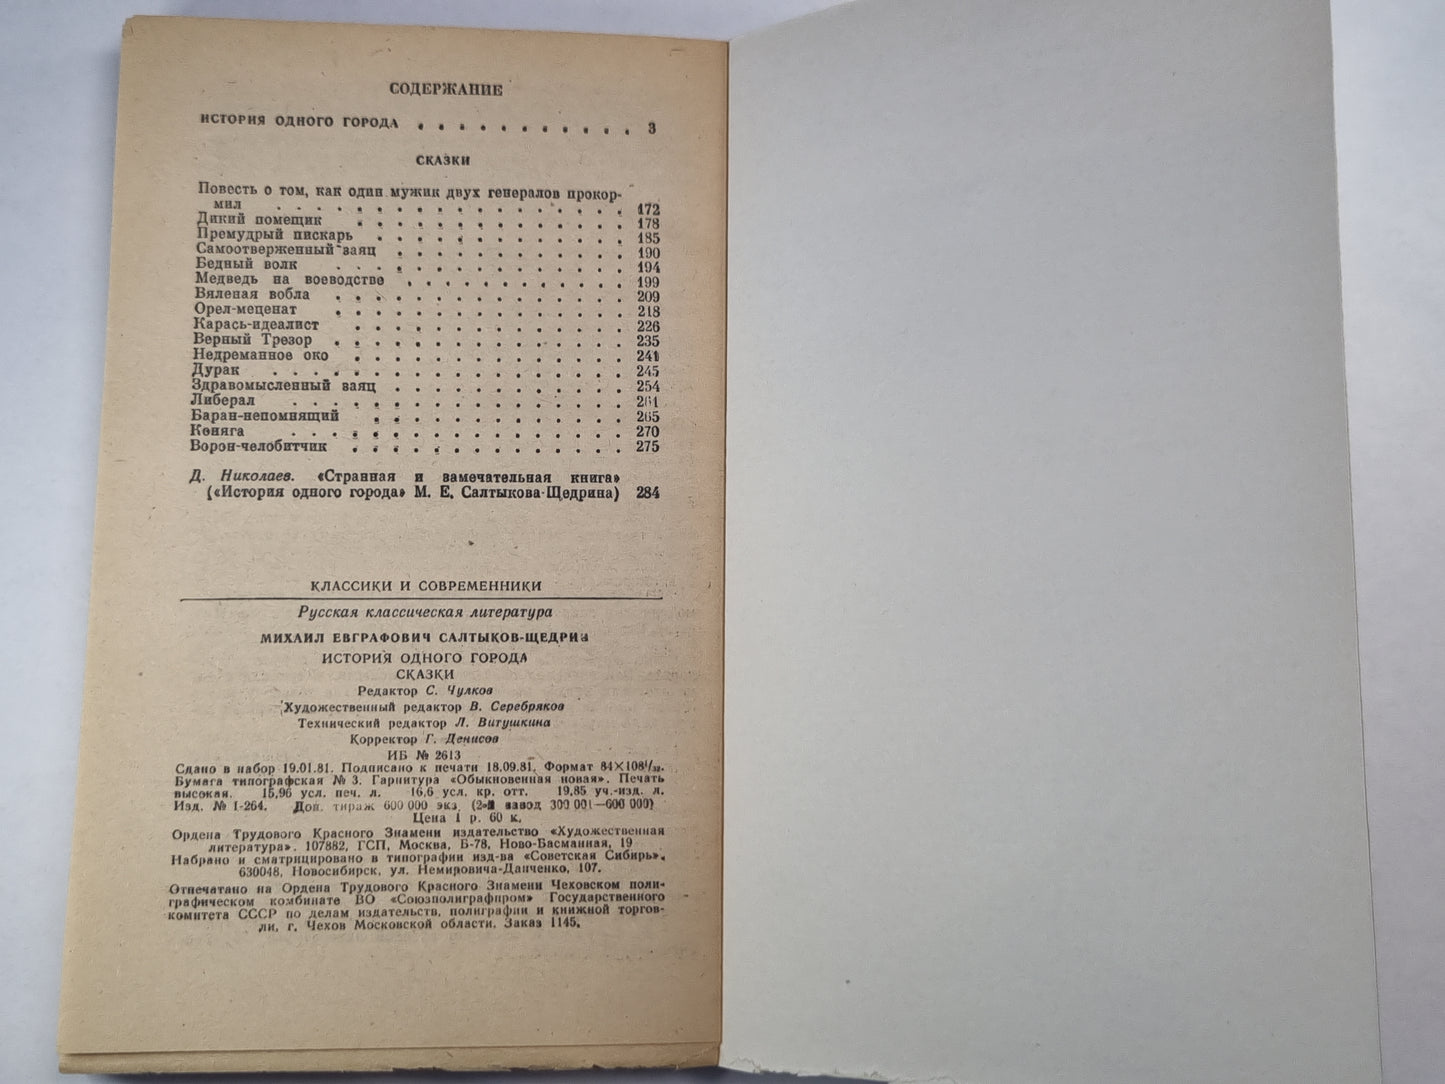 СОДЕРЖАНИЕ
ИСТОРИЯ ОДНОГО ГОРОДА . . . . . . . . . . . 3
СКАЗКИ
Повесть о том, как один мужик двух генералов прокор-
мил . . . . . . . . . . . . . . . . . . 172
Дикий помещик . . . . . . . . . . . . . . 178
Премудрый пискарь . . . . . . . . . . . . . 185
Самоотверженный заяц . . . . . . . . . . . . 190
Бедный волк . . . . . . . . . . . . . . . 194
Медведь на воеводстве . . . . . . . . . . . 199
Вяленая вобла . . . . . . . . . . . . . . . 209
Орел-меценат . . . . . . . . . . . . . . . 218
Карась-идеалист . . . . . . . . . . . . . . 226
Верный Трезор . . . . . . . . . . . . . . . 235
Недреманное око . . . . . . . . . . . . . . 241
Дурак . . . . . . . . . . . . . . . . . . 245
Здравомысленный заяц . . . . . . . . . . . . 254
Либерал . . . . . . . . . . . . . . . . . 261
Баран-непомнящий . . . . . . . . . . . . . 265
Коняга . . . . . . . . . . . . . . . . . 270
Ворон-челобитчик . . . . . . . . . . . . . . 275
Д. Николаев. «Странная и замечательная книга»
(«История одного города» М. Е. Салтыкова-Щедрина) 284
КЛАССИКИ И СОВРЕМЕННИКИ
Русская классическая литература
МИХАИЛ ЕВГРАФОВИЧ САЛТЫКОВ-ЩЕДРИН
ИСТОРИЯ ОДНОГО ГОРОДА
СКАЗКИ
Редактор С. Чулков
Художественный редактор В. Серебряков
Технический редактор Л. Витушкина
Корректор Г. Денисов
ИБ № 2613
Сдано в набор 19.01.81. Подписано к печати 18.09.81. Формат 84×108 1/32.
Бумага типографская № 3. Гарнитура «Обыкновенная новая». Печать
высокая. 15,96 усл. печ. л. 16,6 усл. кр. отт. 19,85 уч.-изд. л.
Изд. № I-264. Доп. тираж 600 000 экз. (2-й завод 300 001—600 000)
Цена 1 р. 60 к.
Ордена Трудового Красного Знамени издательство «Художественная
литература». 107882, ГСП, Москва, Б-78, Ново-Басманная, 19
Набрано и сматрицировано в типографии изд-ва «Советская Сибирь»,
630048, Новосибирск, ул. Немировича-Данченко, 107.
Отпечатано на Ордена Трудового Красного Знамени Чеховском поли-
графическом комбинате ВО «Союзполиграфпром» Государственного
комитета СССР по делам издательств, полиграфии и книжной торгов-
ли, г. Чехов Московской области. Заказ 1145.